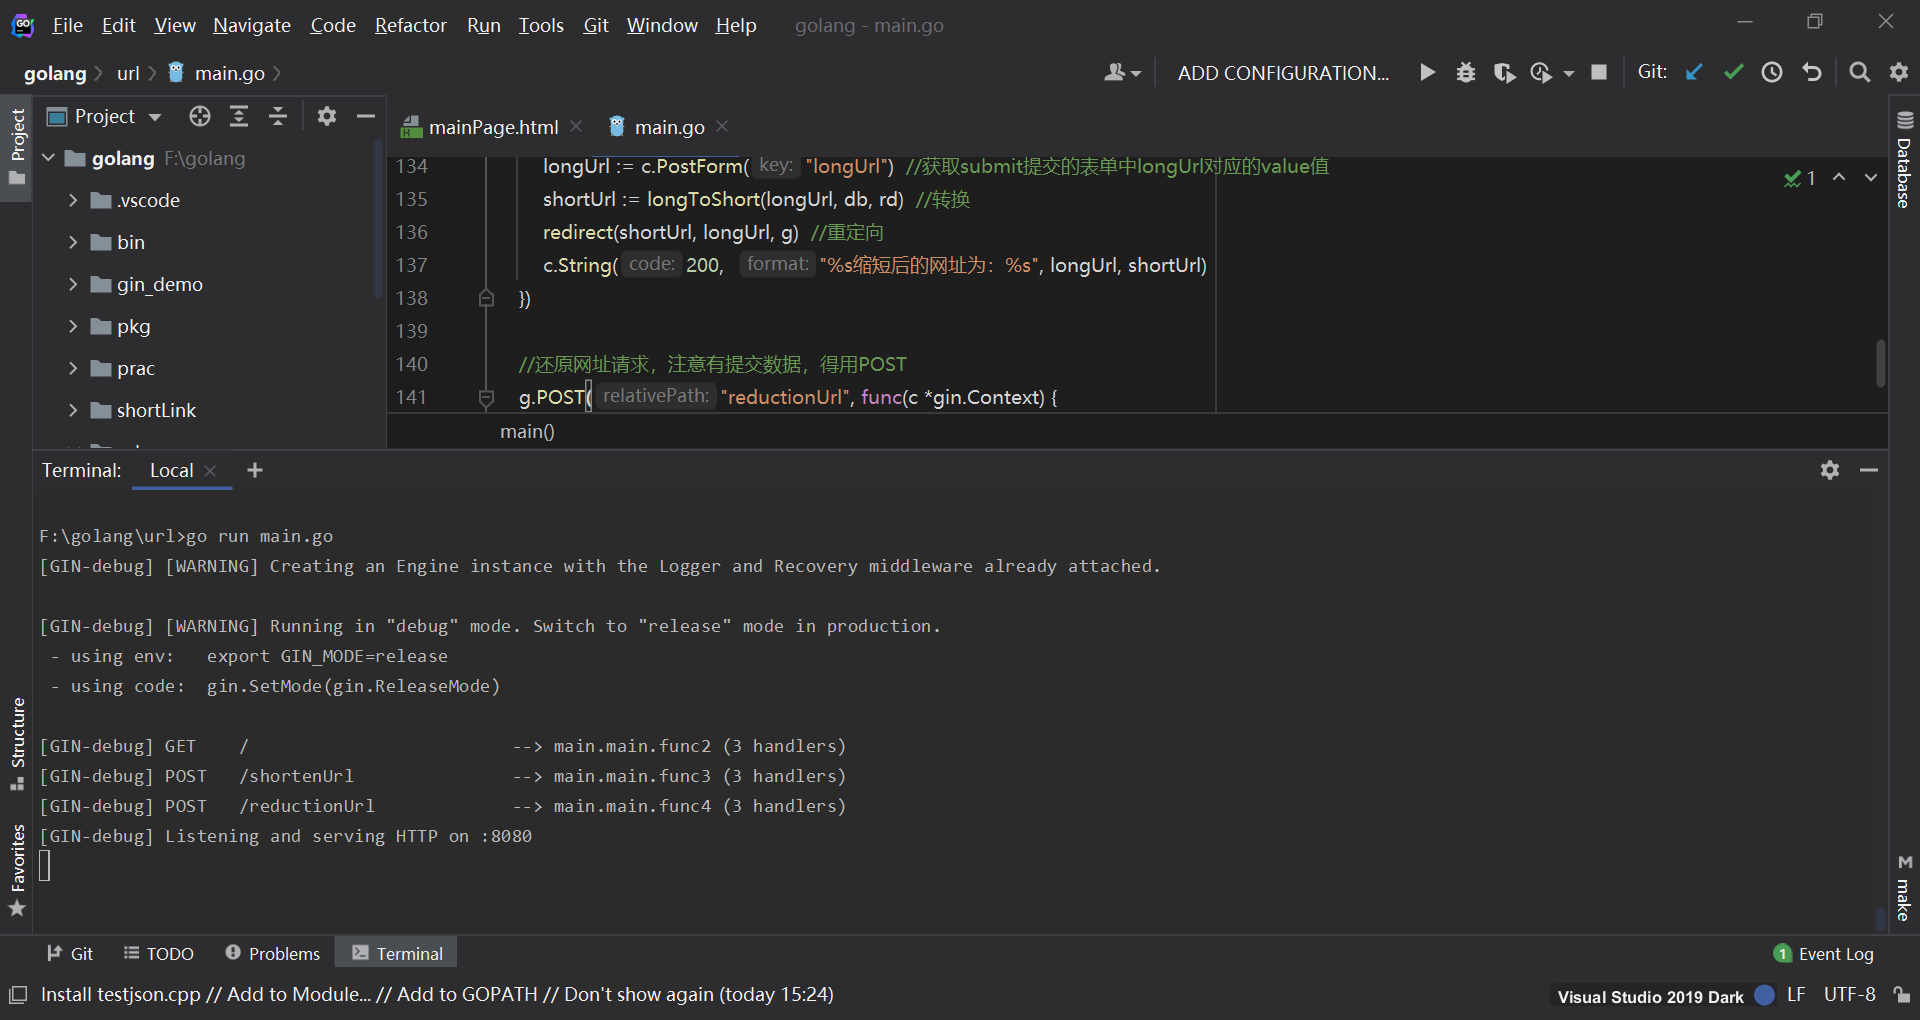 File Edit View Navigate Code Refactor Run Tools Git Window Help golang - main.go
golang url main.go ADD CONFIGURATION... Git:
Project
Project
mainPage.html main.go
golang F:\golang
.vscode
bin
gin_demo
pkg
prac
shortLink
134 longUrl := c.PostForm( key: "longUrl") //获取submit提交的表单中longUrl对应的value值
135 shortUrl := longToShort(longUrl, db, rd) //转换
136 redirect(shortUrl, longUrl, g) //重定向
137 c.String( code: 200, format: "%s缩短后的网址为：%s", longUrl, shortUrl)
138 })
139
140 //还原网址请求，注意有提交数据，得用POST
141 g.POST( relativePath: "reductionUrl", func(c *gin.Context) {
main()
1
Database
Terminal: Local
F:\golang\url>go run main.go
[GIN-debug] [WARNING] Creating an Engine instance with the Logger and Recovery middleware already attached.
[GIN-debug] [WARNING] Running in "debug" mode. Switch to "release" mode in production.
- using env: export GIN_MODE=release
- using code: gin.SetMode(gin.ReleaseMode)
[GIN-debug] GET / --> main.main.func2 (3 handlers)
[GIN-debug] POST /shortenUrl --> main.main.func3 (3 handlers)
[GIN-debug] POST /reductionUrl --> main.main.func4 (3 handlers)
[GIN-debug] Listening and serving HTTP on :8080
Structure
Favorites
M make
Git TODO Problems Terminal 1 Event Log
Install testjson.cpp // Add to Module... // Add to GOPATH // Don't show again (today 15:24) Visual Studio 2019 Dark LF UTF-8